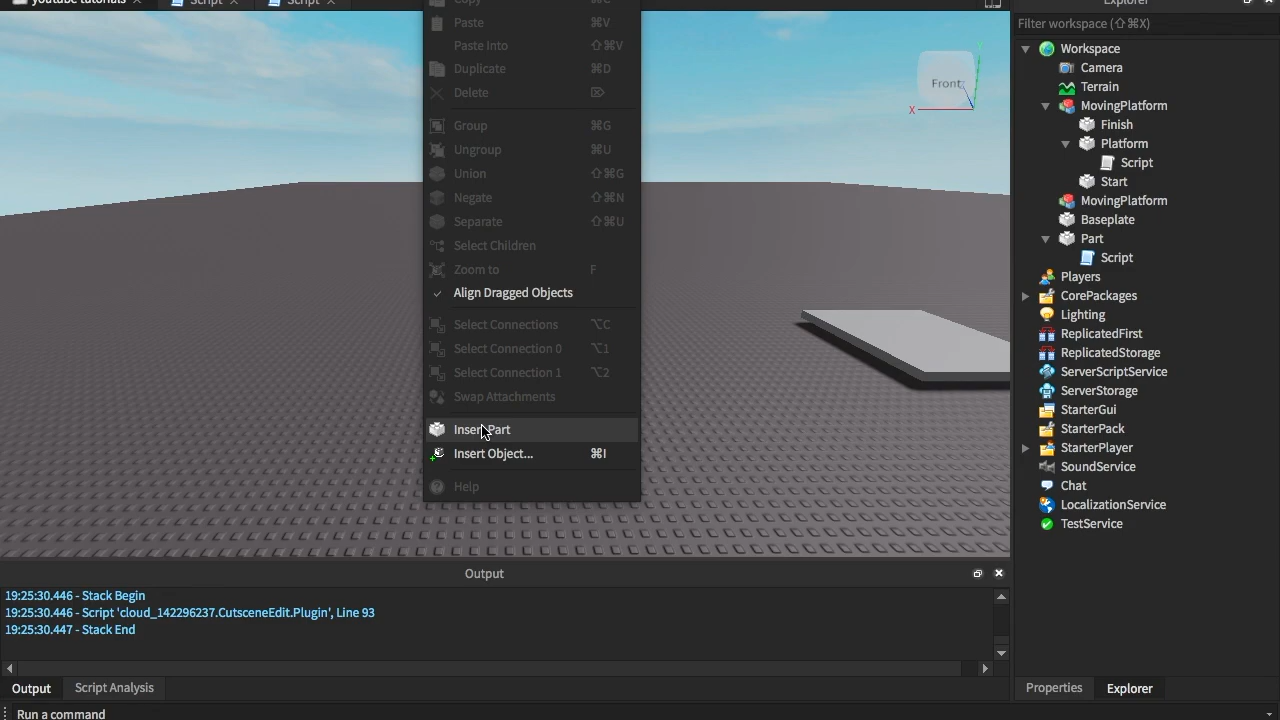 youtube tutorials
Script
Script
Explorer
Copy ⌘C
Paste ⌘V
Paste Into ⇧⌘V
Duplicate ⌘D
Delete ⌦
Group ⌘G
Ungroup ⌘U
Union ⇧⌘G
Negate ⇧⌘N
Separate ⇧⌘U
Select Children
Zoom to F
Align Dragged Objects
Select Connections ⌥C
Select Connection 0 ⌥1
Select Connection 1 ⌥2
Swap Attachments
Insert Part
Insert Object... ⌘I
Help
Front
X
Filter workspace (⇧⌘X)
Workspace
Camera
Terrain
MovingPlatform
Finish
Platform
Script
Start
MovingPlatform
Baseplate
Part
Script
Players
CorePackages
Lighting
ReplicatedFirst
ReplicatedStorage
ServerScriptService
ServerStorage
StarterGui
StarterPack
StarterPlayer
SoundService
Chat
LocalizationService
TestService
Output
19:25:30.446 - Stack Begin
19:25:30.446 - Script 'cloud_142296237.CutsceneEdit.Plugin', Line 93
19:25:30.447 - Stack End
Output Script Analysis
Properties Explorer
Run a command